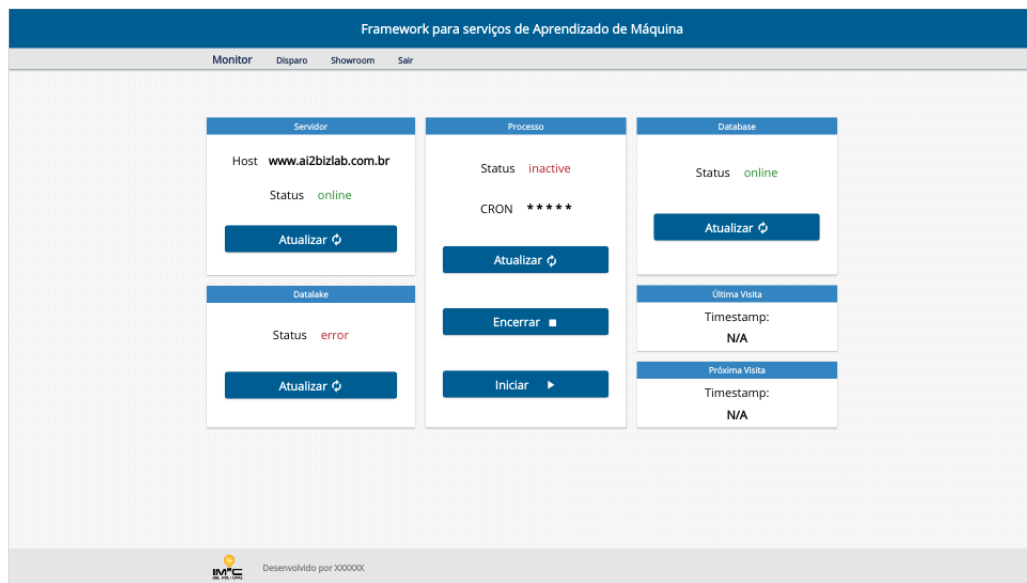 Framework para serviços de Aprendizado de Máquina
Monitor Disparo Showroom Sair
Servidor
Host www.ai2bizlab.com.br
Status online
Atualizar
Datalake
Status error
Atualizar
Processo
Status inactive
CRON * * * * *
Atualizar
Encerrar
Iniciar
Database
Status online
Atualizar
Última Visita
Timestamp:
N/A
Próxima Visita
Timestamp:
N/A
Desenvolvido por XXXXXX